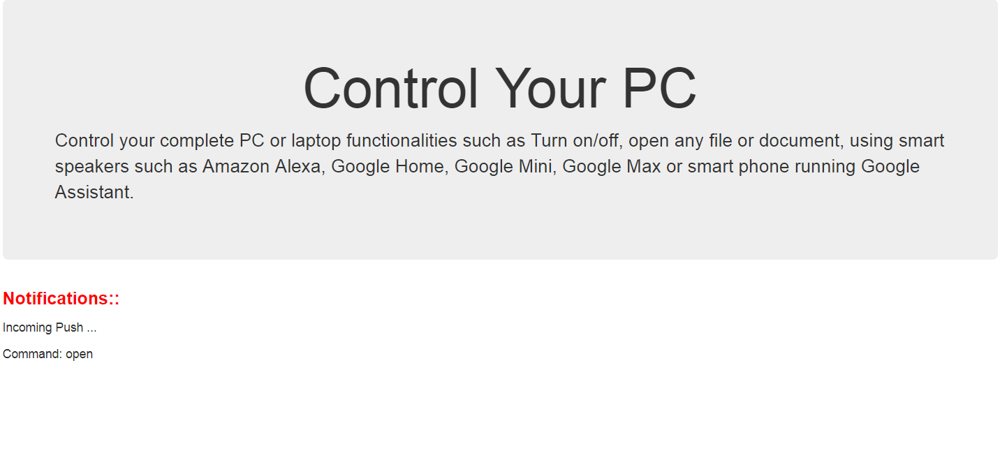 Control Your PC
Control your complete PC or laptop functionalities such as Turn on/off, open any file or document, using smart
speakers such as Amazon Alexa, Google Home, Google Mini, Google Max or smart phone running Google
Assistant.
Notifications::
Incoming Push ...
Command: open